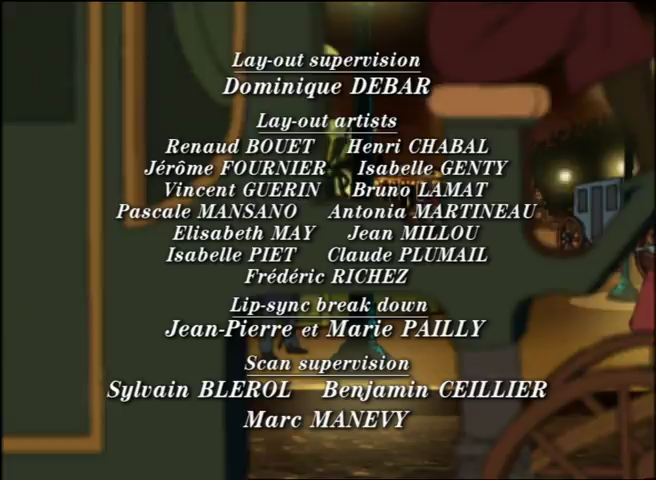 Lay-out supervision
Dominique DEBAR
Lay-out artists
Renaud BOUET Henri CHABAL
Jérôme FOURNIER Isabelle GENTY
Vincent GUERIN Bruno LAMAT
Pascale MANSANO Antonia MARTINEAU
Elisabeth MAY Jean MILLOU
Isabelle PIET Claude PLUMAIL
Frédéric RICHEZ
Lip-sync break down
Jean-Pierre et Marie PAILLY
Scan supervision
Sylvain BLEROL Benjamin CEILLIER
Marc MANEVY